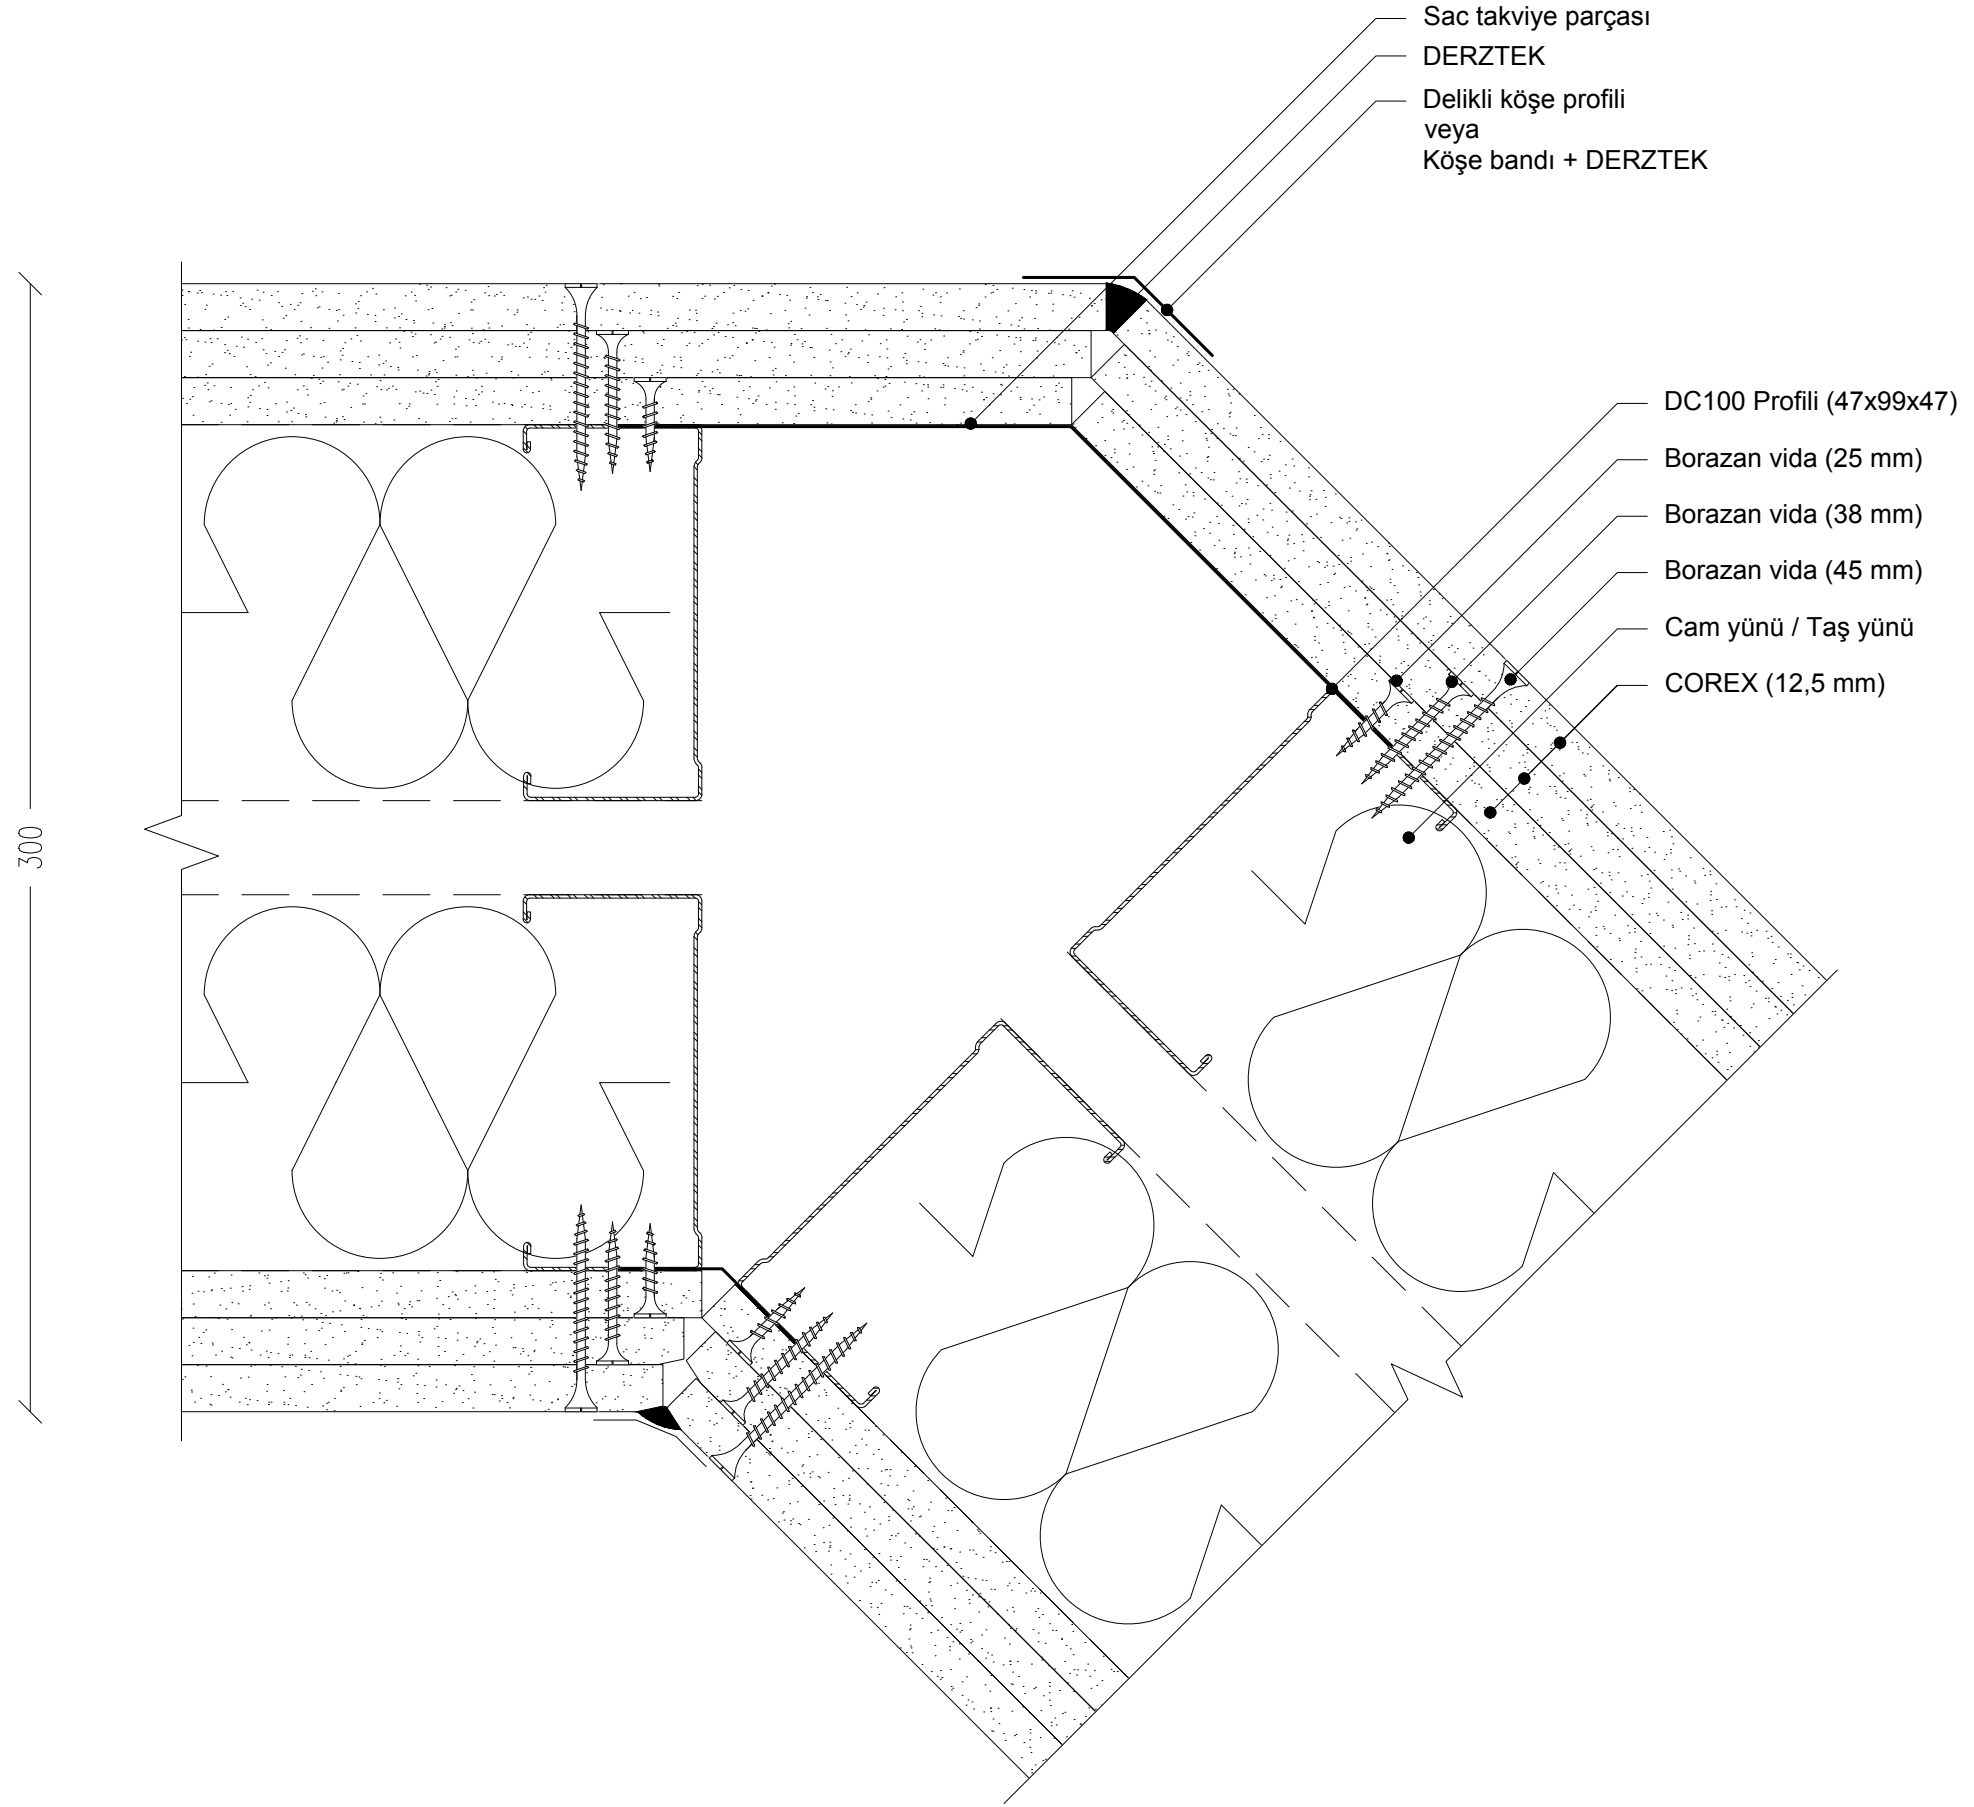 Sac takviye parçası
DERZTEK
Delikli köşe profili
veya
Köşe bandı + DERZTEK
DC100 Profili (47x99x47)
Borazan vida (25 mm)
Borazan vida (38 mm)
Borazan vida (45 mm)
Cam yünü / Taş yünü
COREX (12,5 mm)
300